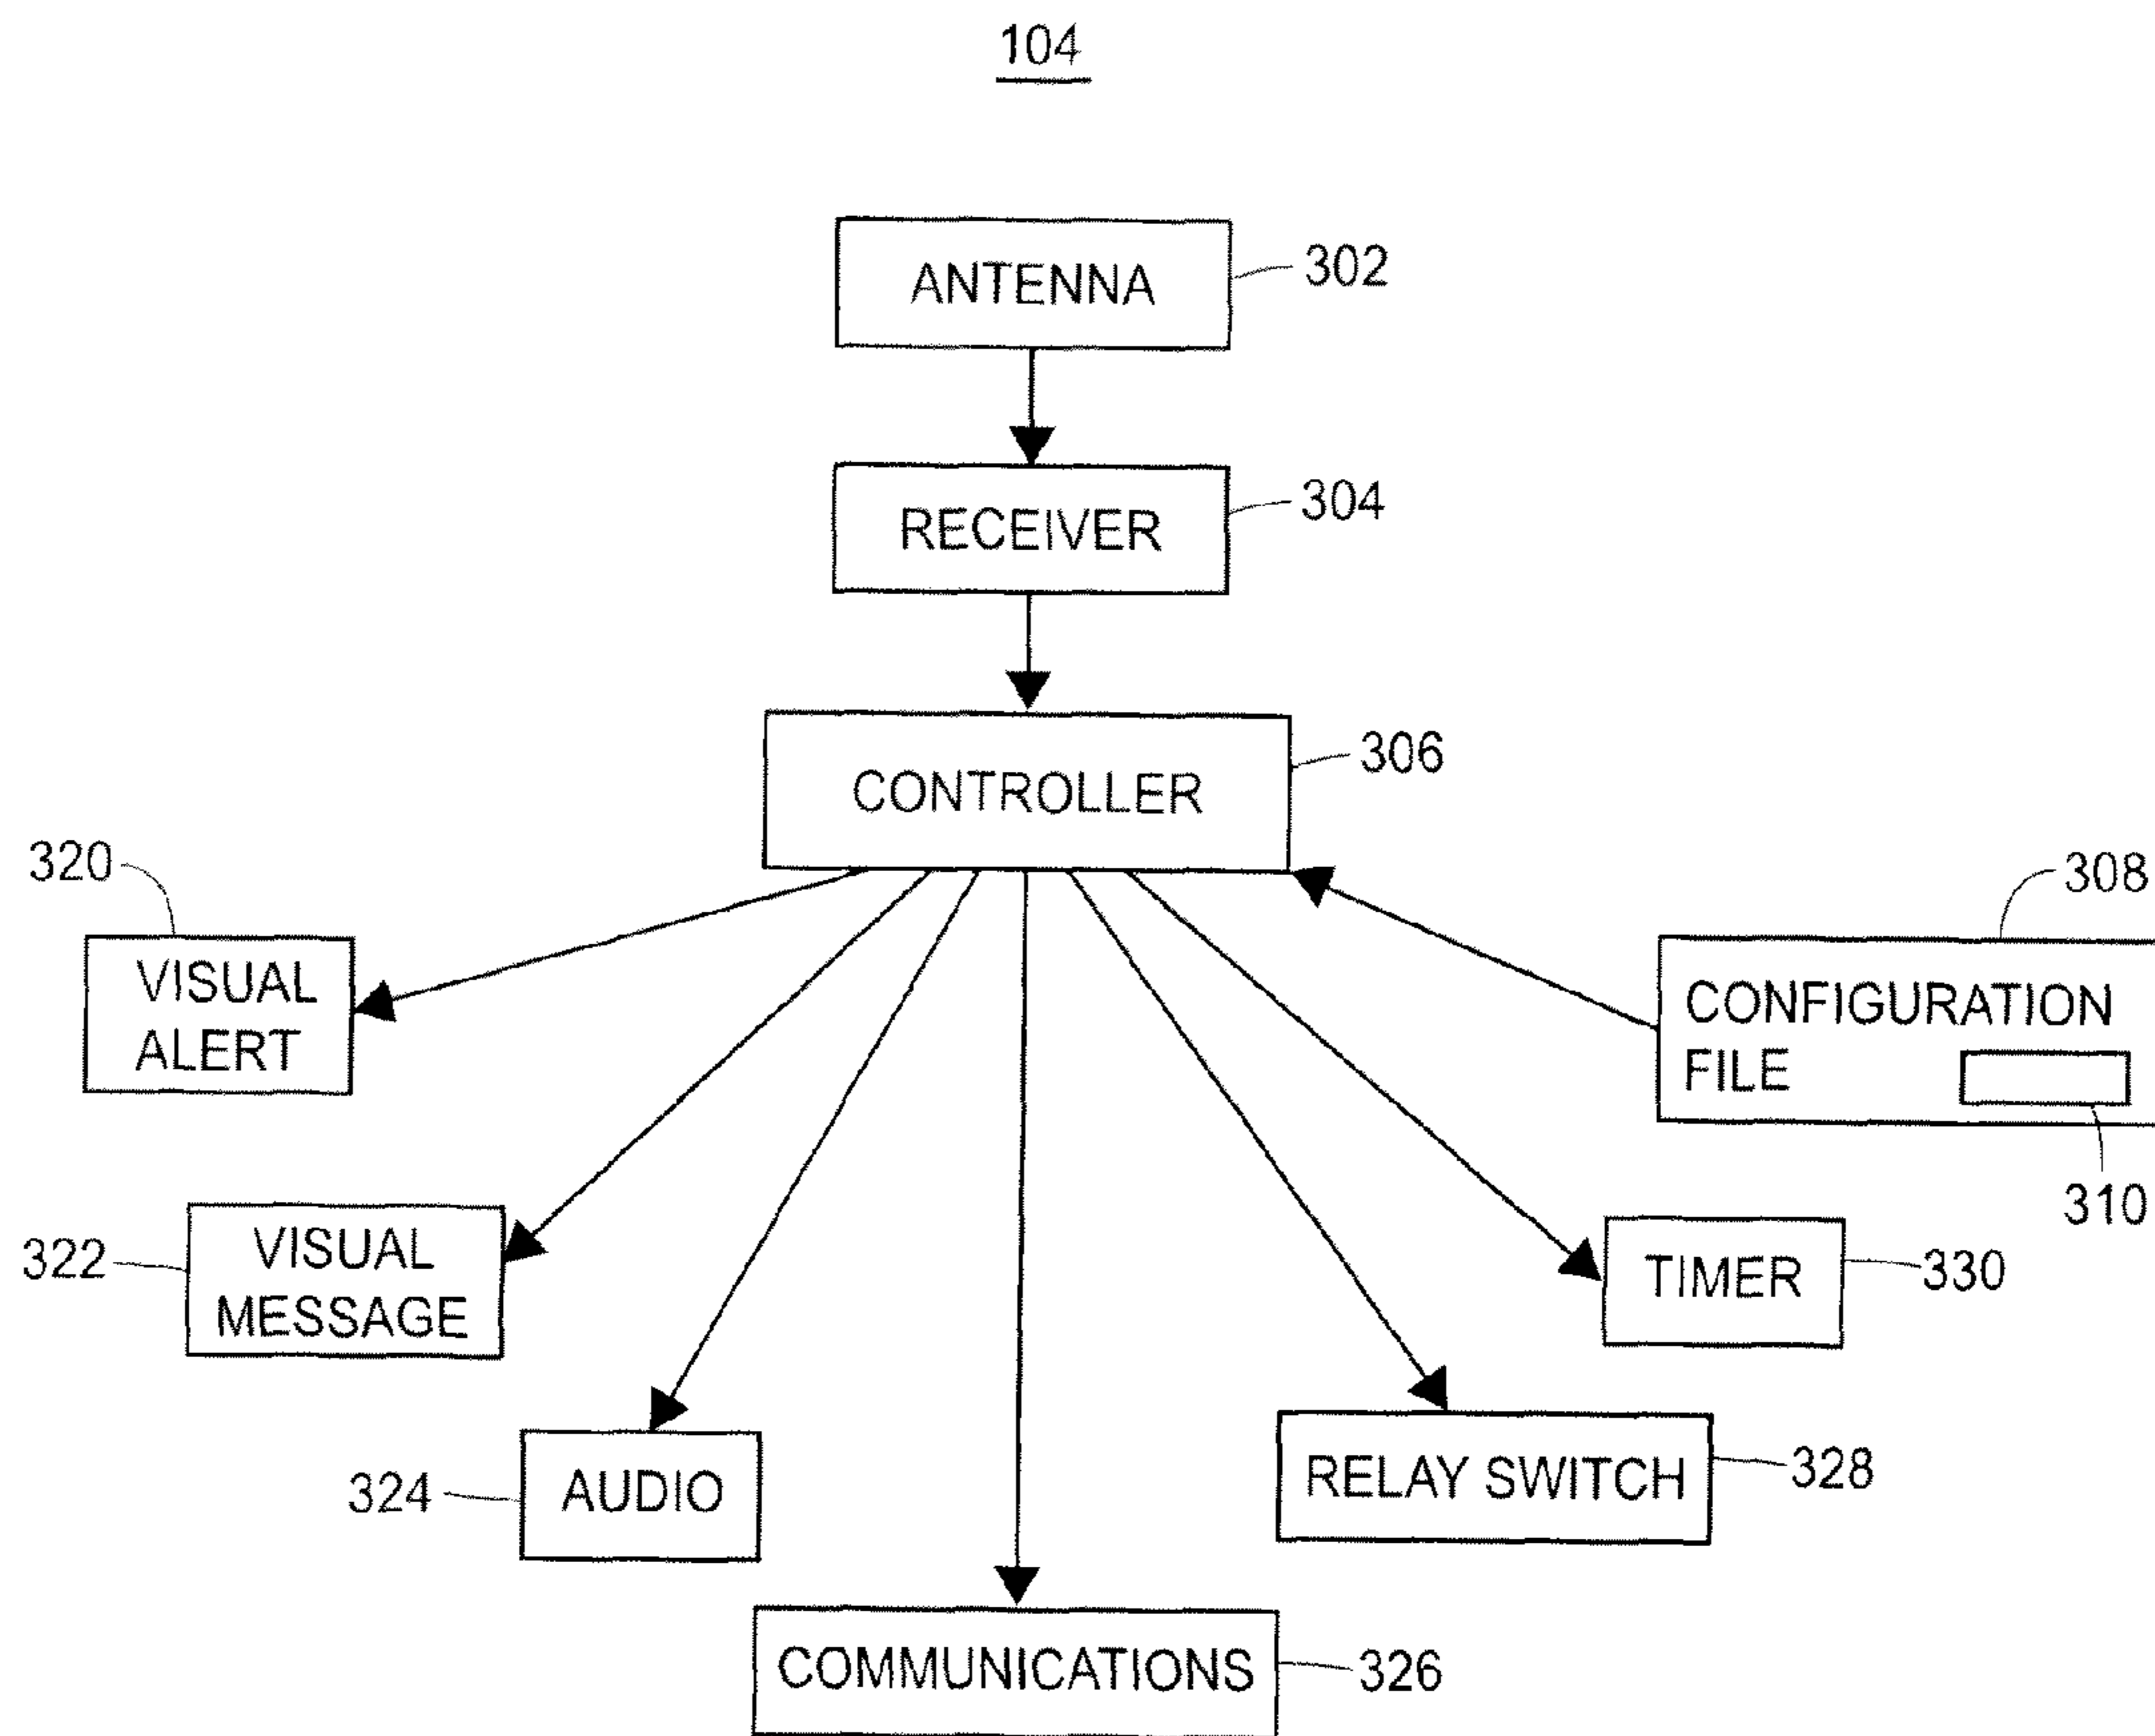 104
ANTENNA
302
RECEIVER
304
CONTROLLER
306
320
VISUAL
ALERT
308
CONFIGURATION
FILE
310
322
VISUAL
MESSAGE
TIMER
330
324
AUDIO
RELAY SWITCH
328
COMMUNICATIONS
326